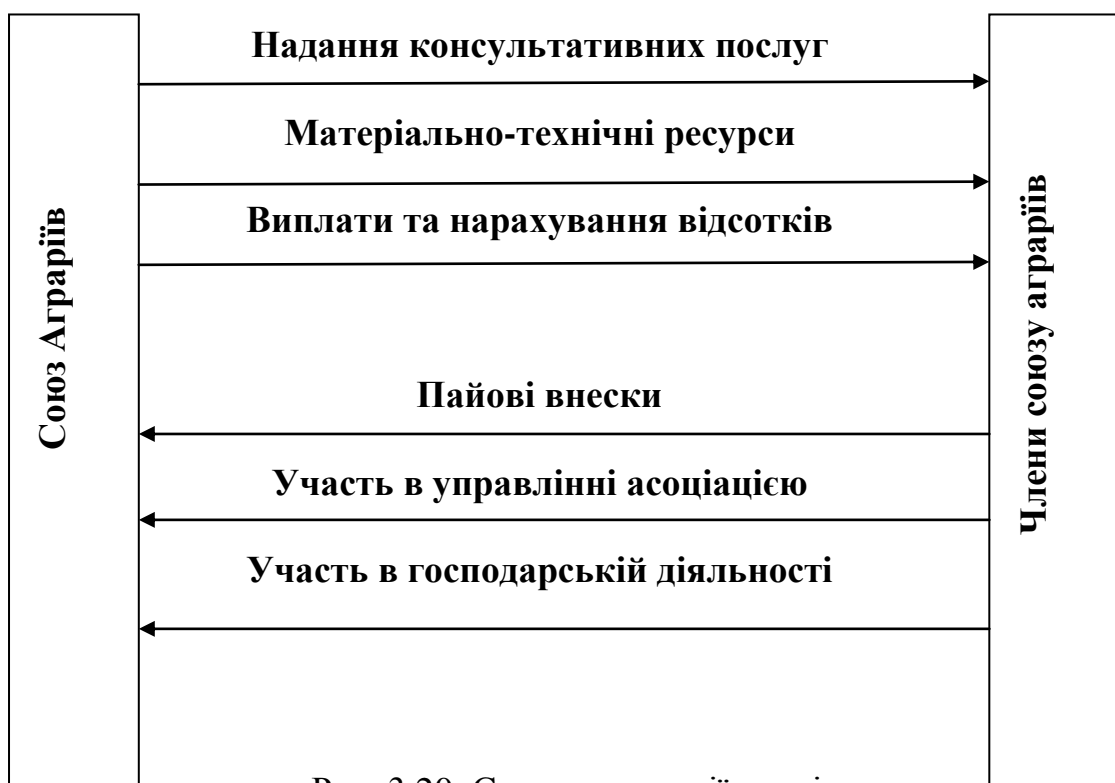 Союз Аграріїв
Надання консультативних послуг
Матеріально-технічні ресурси
Виплати та нарахування відсотків
Пайові внески
Участь в управлінні асоціацією
Участь в господарській діяльності
Члени союзу аграріїв